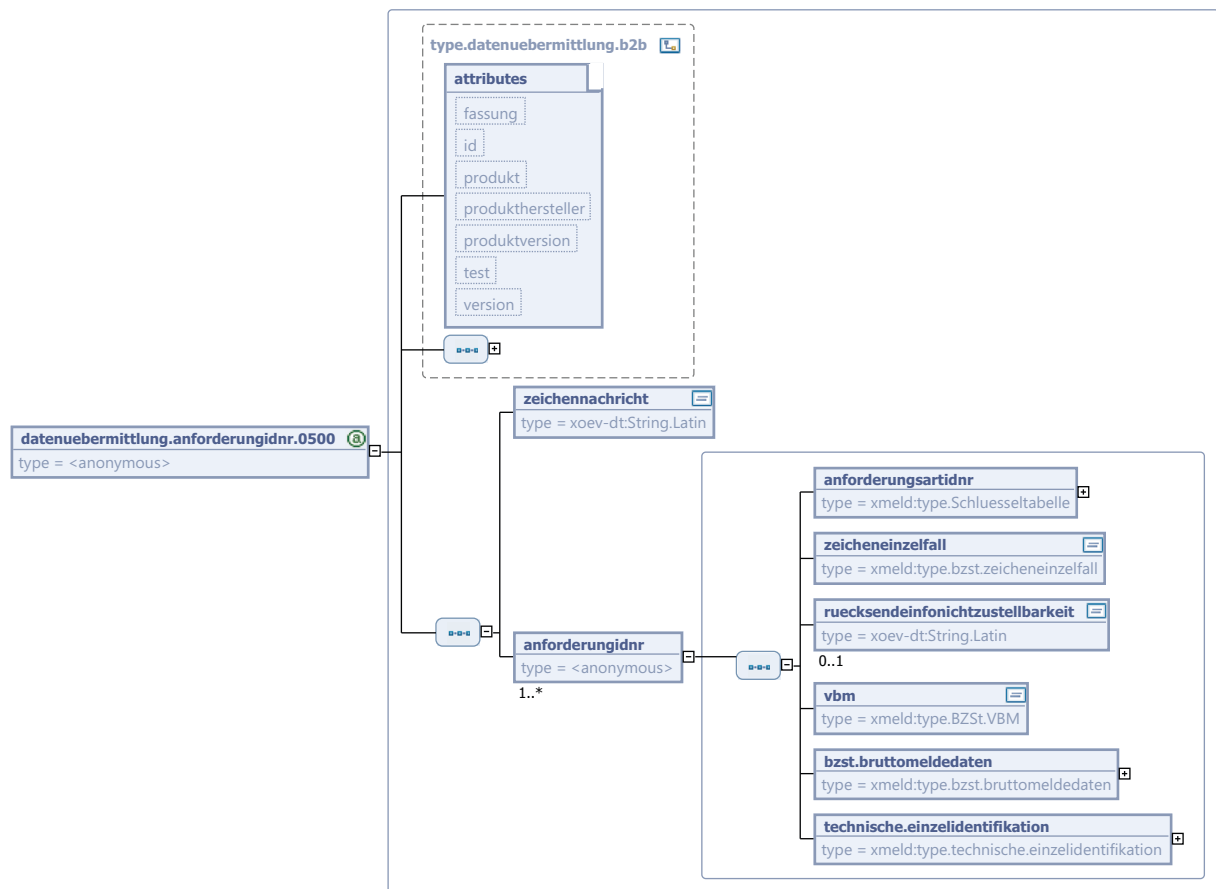 type.datenuebermittlung.b2b
attributes
fassung
id
produkt
produkthersteller
produktversion
test
version
zeichennachricht
type = xoev-dt:String.Latin
datenuebermittlung.anforderungidnr.0500 a
type = <anonymous>
anforderungsartidnr
type = xmeld:type.Schluesseltabelle
zeicheneinzelfall
type = xmeld:type.bzst.zeicheneinzelfall
ruecksendeinfonichtzustellbarkeit
type = xoev-dt:String.Latin
0..1
anforderungidnr
type = <anonymous>
1..*
vbm
type = xmeld:type.BZSt.VBM
bzst.bruttomeldedaten
type = xmeld:type.bzst.bruttomeldedaten
technische.einzelidentifikation
type = xmeld:type.technische.einzelidentifikation